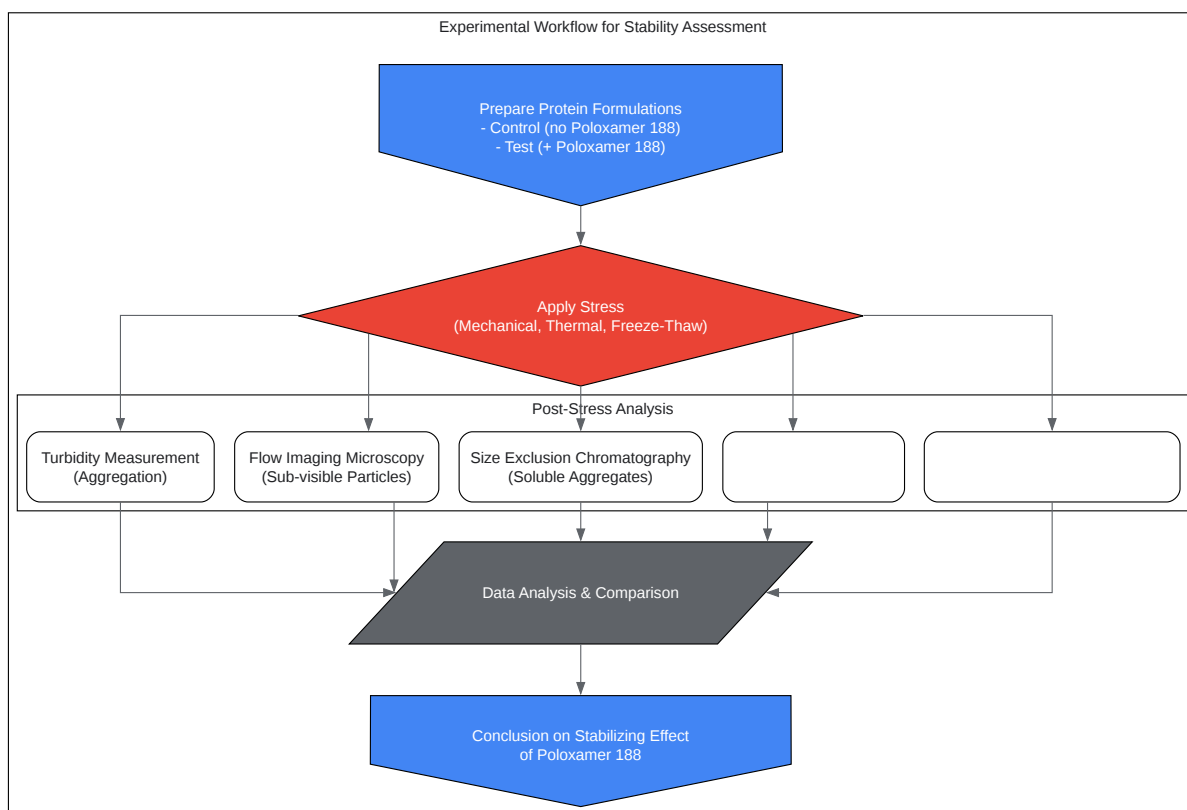 Experimental Workflow for Stability Assessment
Prepare Protein Formulations
- Control (no Poloxamer 188)
- Test (+ Poloxamer 188)
Apply Stress
(Mechanical, Thermal, Freeze-Thaw)
Post-Stress Analysis
Turbidity Measurement
(Aggregation)
Flow Imaging Microscopy
(Sub-visible Particles)
Size Exclusion Chromatography
(Soluble Aggregates)
Data Analysis & Comparison
Conclusion on Stabilizing Effect
of Poloxamer 188